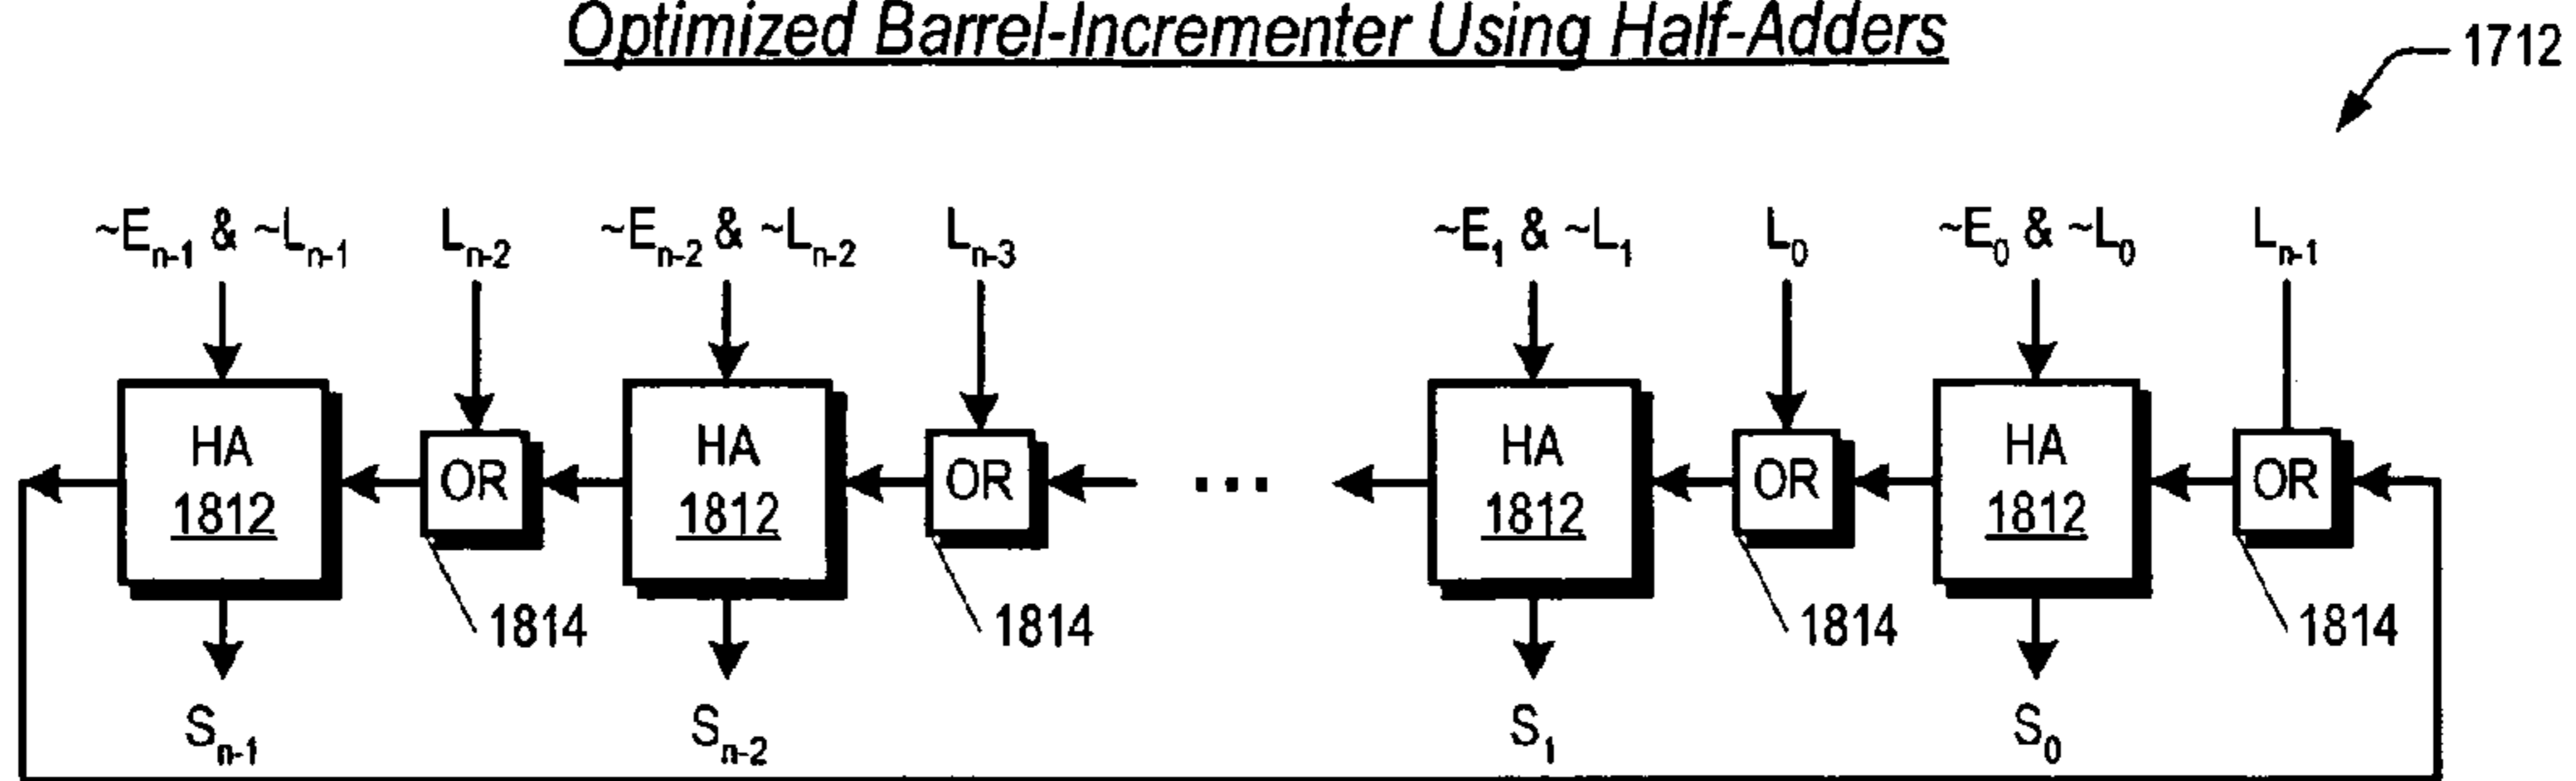 Optimized Barrel-Incrementer Using Half-Adders
1712
~Eₙ₋₁ & ~Lₙ₋₁ Lₙ₋₂ ~Eₙ₋₂ & ~Lₙ₋₂ Lₙ₋₃ ~E₁ & ~L₁ L₀ ~E₀ & ~L₀ Lₙ₋₁
HA OR HA OR ... HA OR HA OR
1812 1812 1812 1812
1814 1814 1814 1814
Sₙ₋₁ Sₙ₋₂ S₁ S₀